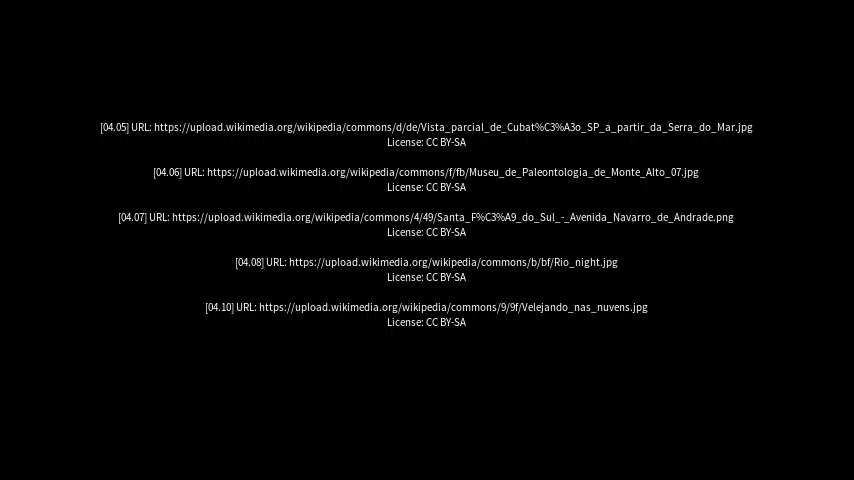 [04.05] URL: https://upload.wikimedia.org/wikipedia/commons/d/de/Vista_parcial_de_Cubat%C3%A3o_SP_a_partir_da_Serra_do_Mar.jpg
License: CC BY-SA
[04.06] URL: https://upload.wikimedia.org/wikipedia/commons/f/fb/Museu_de_Paleontologia_de_Monte_Alto_07.jpg
License: CC BY-SA
[04.07] URL: https://upload.wikimedia.org/wikipedia/commons/4/49/Santa_F%C3%A9_do_Sul_-_Avenida_Navarro_de_Andrade.png
License: CC BY-SA
[04.08] URL: https://upload.wikimedia.org/wikipedia/commons/b/bf/Rio_night.jpg
License: CC BY-SA
[04.10] URL: https://upload.wikimedia.org/wikipedia/commons/9/9f/Velejando_nas_nuvens.jpg
License: CC BY-SA